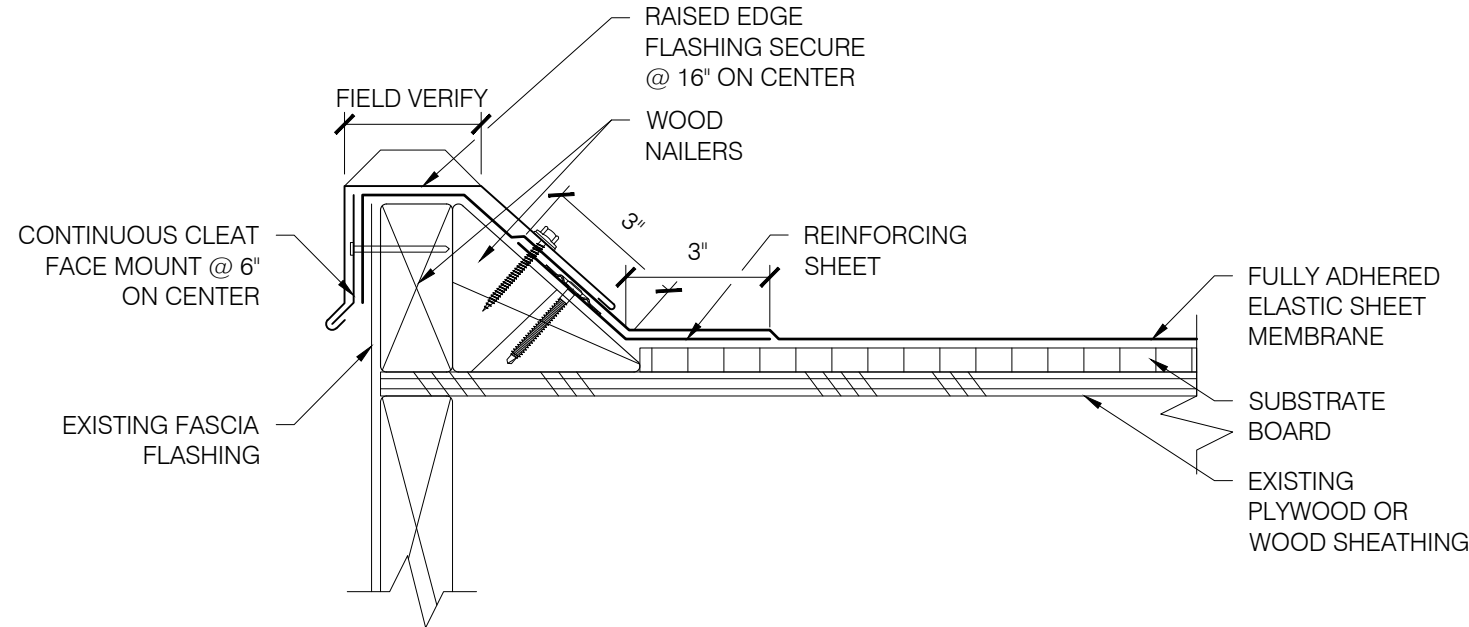 RAISED EDGE
FLASHING SECURE
@ 16" ON CENTER
FIELD VERIFY
WOOD
NAILERS
3"
3"
CONTINUOUS CLEAT
FACE MOUNT @ 6"
ON CENTER
REINFORCING
SHEET
FULLY ADHERED
ELASTIC SHEET
MEMBRANE
EXISTING FASCIA
FLASHING
SUBSTRATE
BOARD
EXISTING
PLYWOOD OR
WOOD SHEATHING